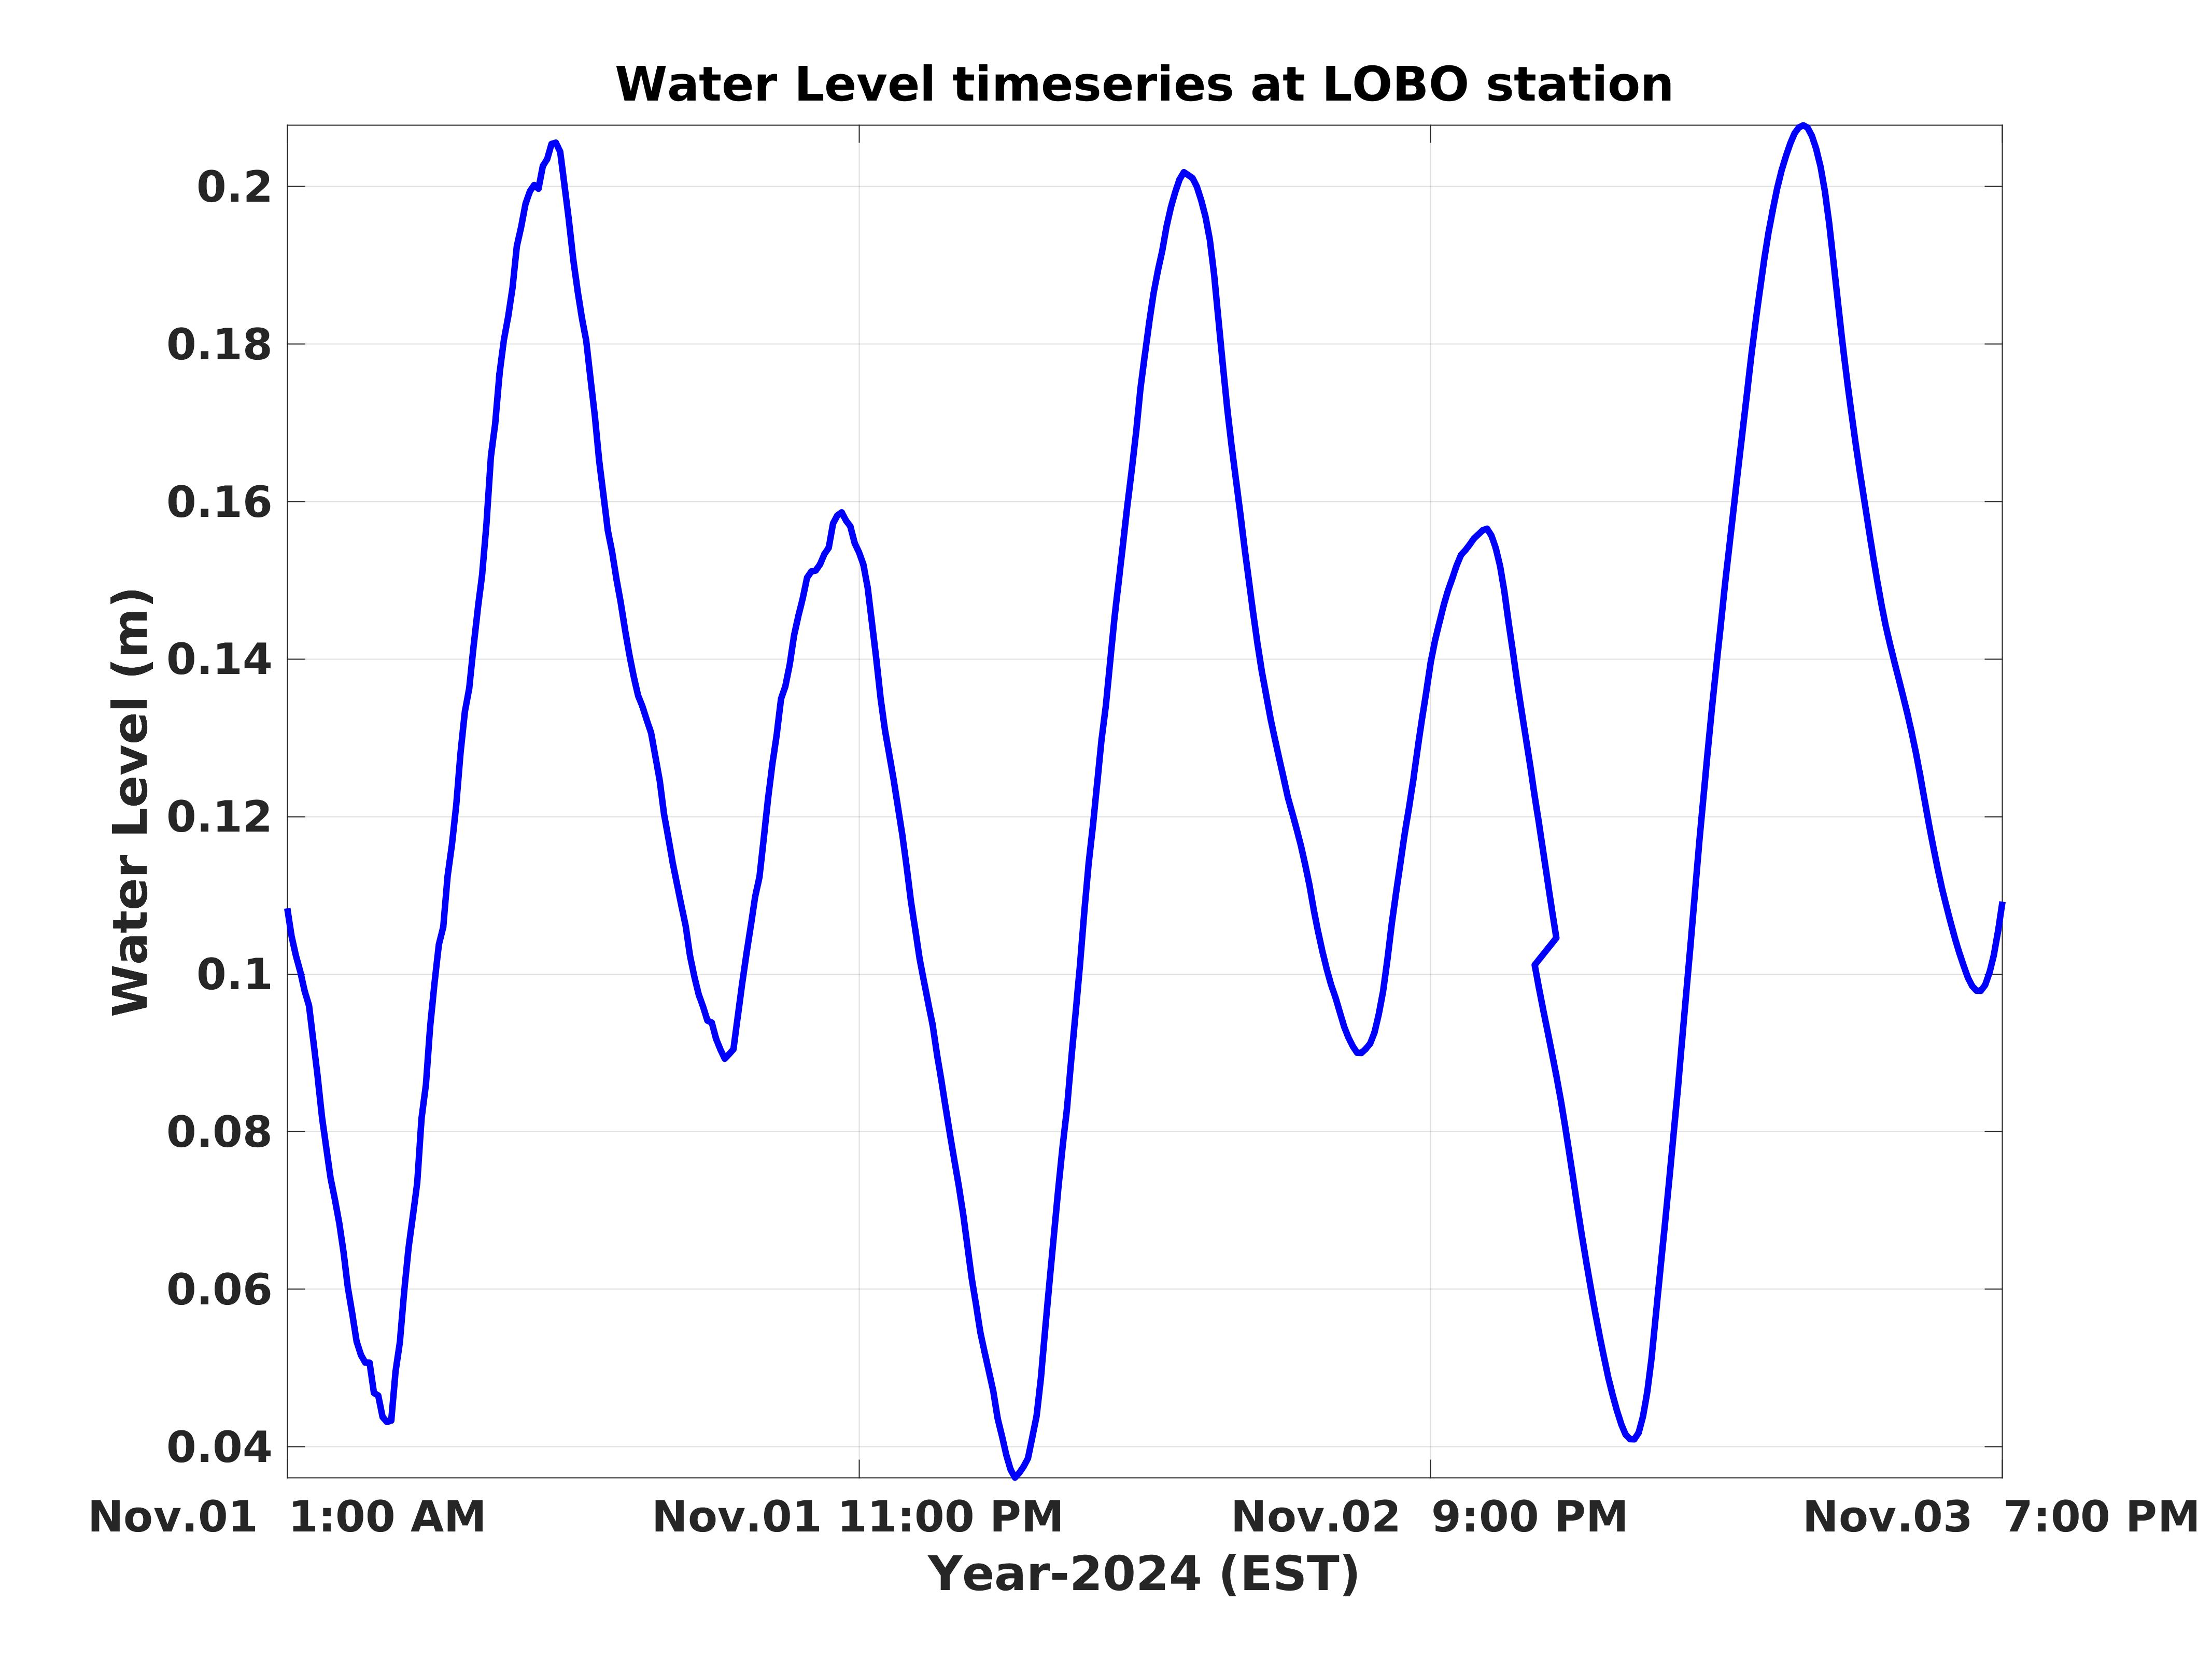 Water Level timeseries at LOBO station
0.2
0.18
0.16
0.14
0.12
0.1
0.08
0.06
0.04
Water Level (m)
Nov.01 1:00 AM
Nov.01 11:00 PM
Nov.02 9:00 PM
Nov.03 7:00 PM
Year-2024 (EST)